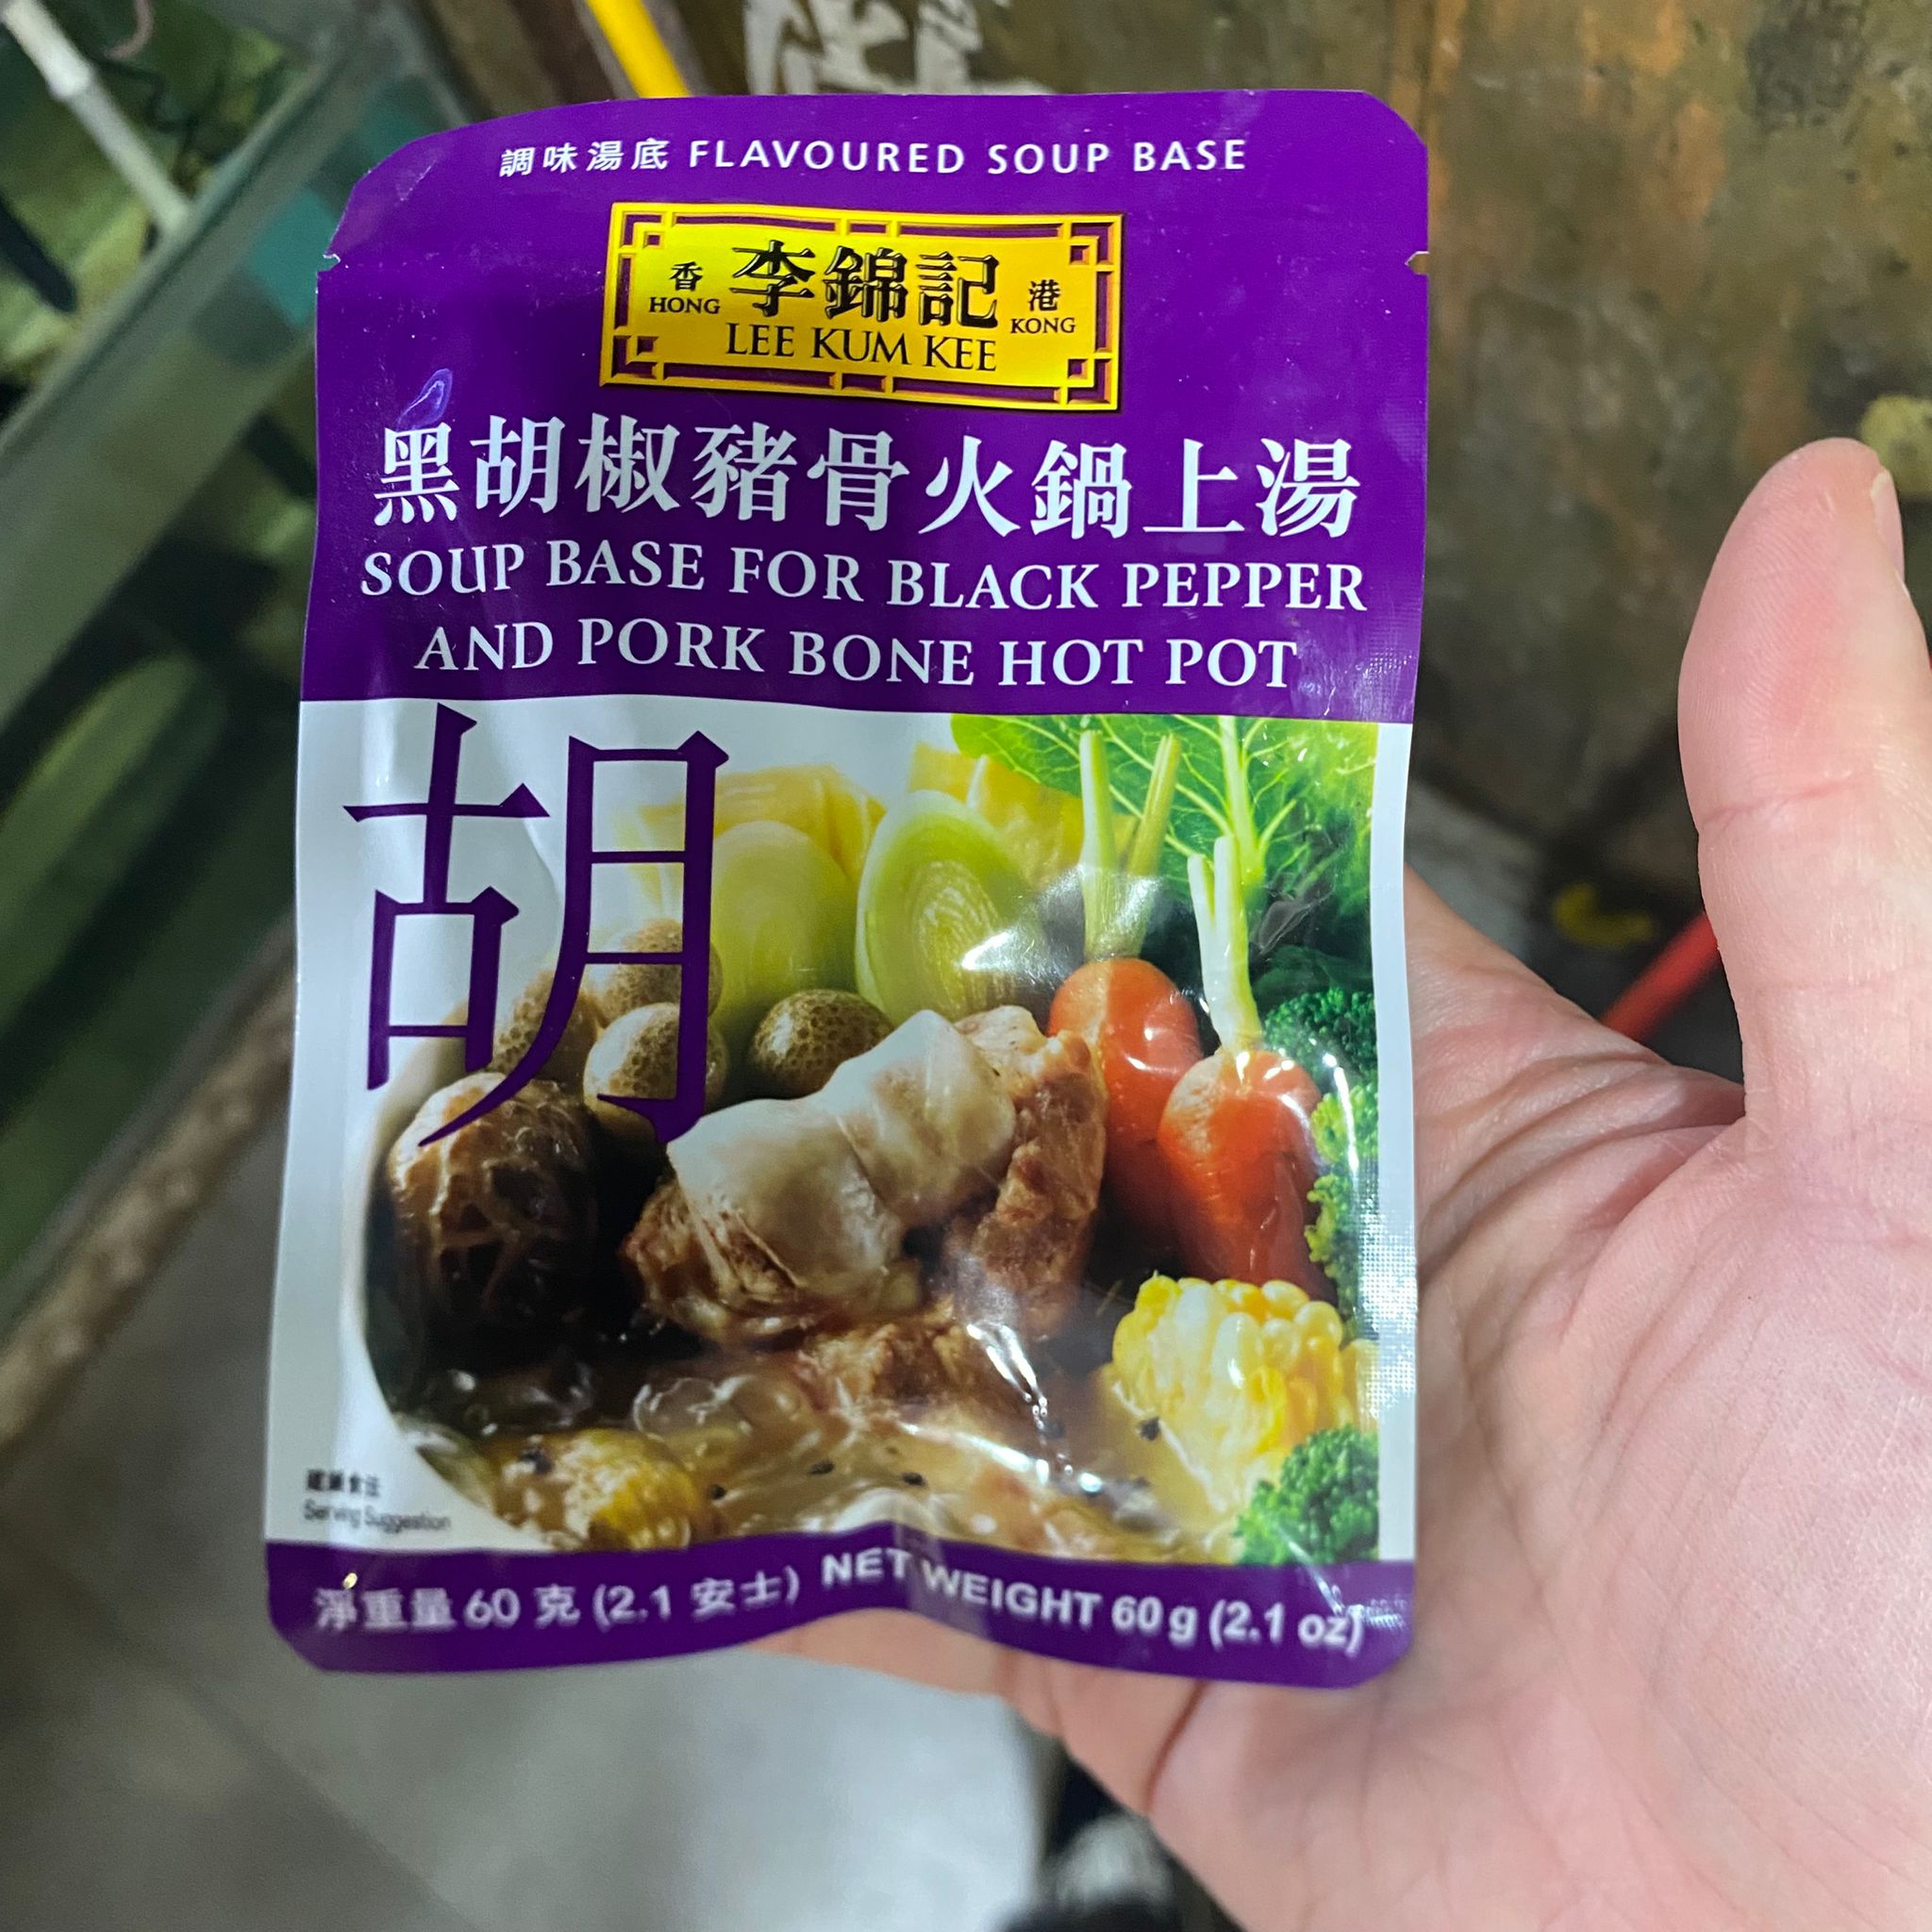 調味湯底 FLAVOURED SOUP BASE
香 李錦記 港
HONG LEE KUM KEE KONG
黑胡椒豬骨火鍋上湯
SOUP BASE FOR BLACK PEPPER
AND PORK BONE HOT POT
胡
Serving Suggestion
淨重量 60 克 (2.1 安士) NET WEIGHT 60 g (2.1 oz)